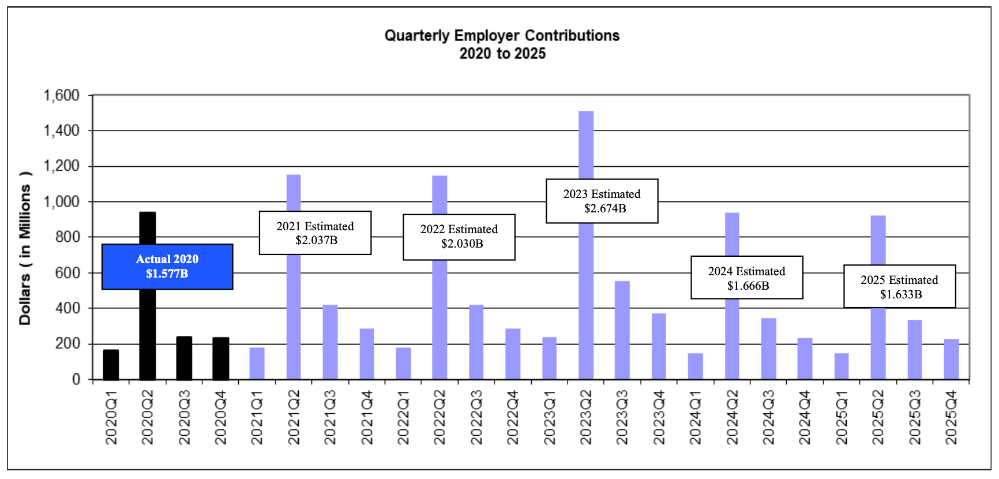 Quarterly Employer Contributions
2020 to 2025
Dollars ( in Millions )
1,600
1,400
1,200
1,000
800
600
400
200
0
Actual 2020
$1.577B
2021 Estimated
$2.037B
2022 Estimated
$2.030B
2023 Estimated
$2.674B
2024 Estimated
$1.666B
2025 Estimated
$1.633B
2020Q1
2020Q2
2020Q3
2020Q4
2021Q1
2021Q2
2021Q3
2021Q4
2022Q1
2022Q2
2022Q3
2022Q4
2023Q1
2023Q2
2023Q3
2023Q4
2024Q1
2024Q2
2024Q3
2024Q4
2025Q1
2025Q2
2025Q3
2025Q4